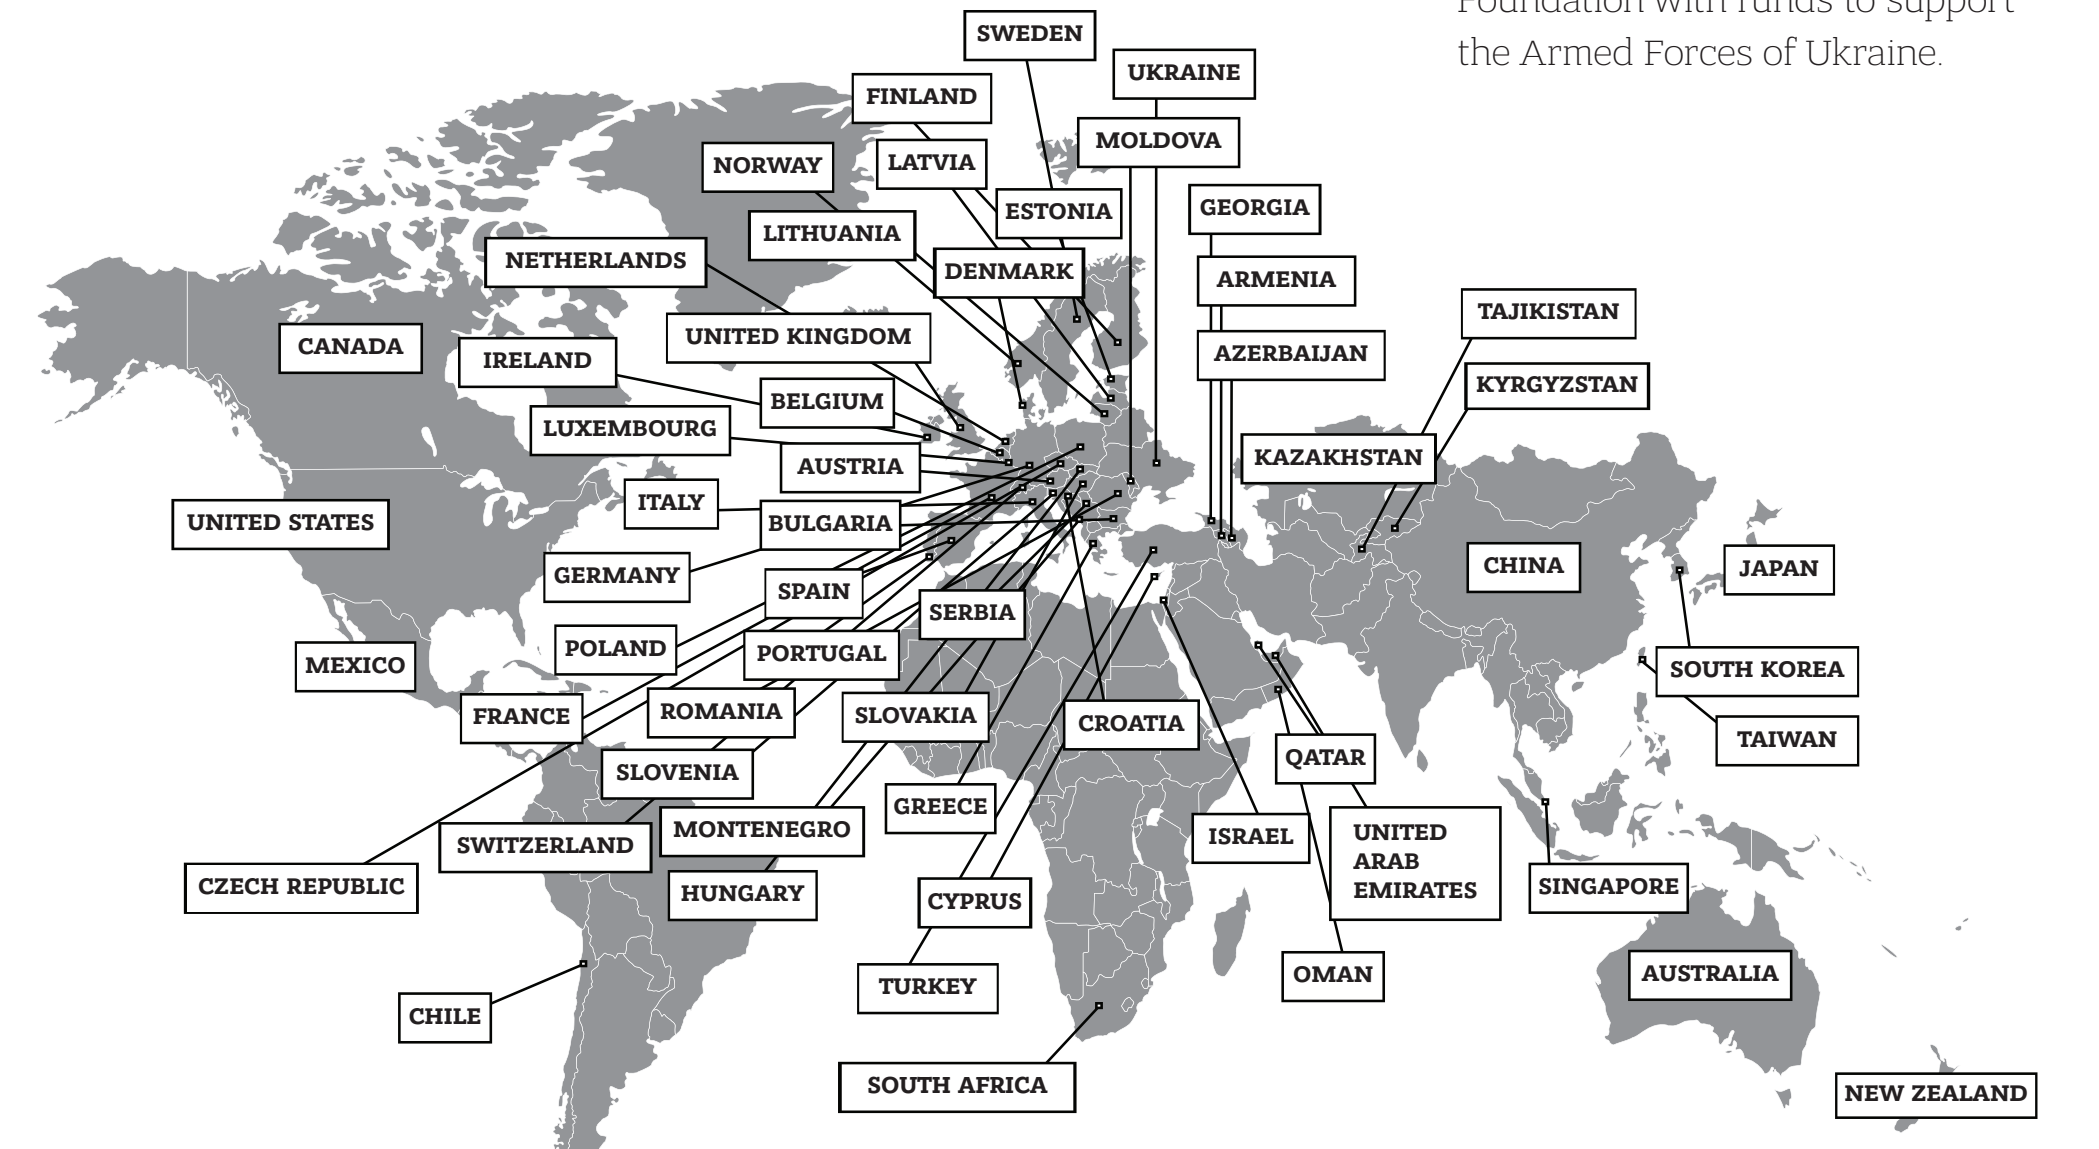 Foundation with funds to support
the Armed Forces of Ukraine.
SWEDEN
UKRAINE
FINLAND
MOLDOVA
LATVIA
NORWAY
GEORGIA
ESTONIA
LITHUANIA
NETHERLANDS
DENMARK
ARMENIA
TAJIKISTAN
UNITED KINGDOM
CANADA
IRELAND
AZERBAIJAN
KYRGYZSTAN
BELGIUM
LUXEMBOURG
KAZAKHSTAN
AUSTRIA
ITALY
UNITED STATES
BULGARIA
CHINA
JAPAN
GERMANY
SPAIN
SERBIA
POLAND
PORTUGAL
MEXICO
SOUTH KOREA
FRANCE
ROMANIA
SLOVAKIA
CROATIA
TAIWAN
QATAR
SLOVENIA
GREECE
MONTENEGRO
ISRAEL
UNITED
ARAB
EMIRATES
SWITZERLAND
CZECH REPUBLIC
SINGAPORE
HUNGARY
CYPRUS
OMAN
AUSTRALIA
TURKEY
CHILE
SOUTH AFRICA
NEW ZEALAND